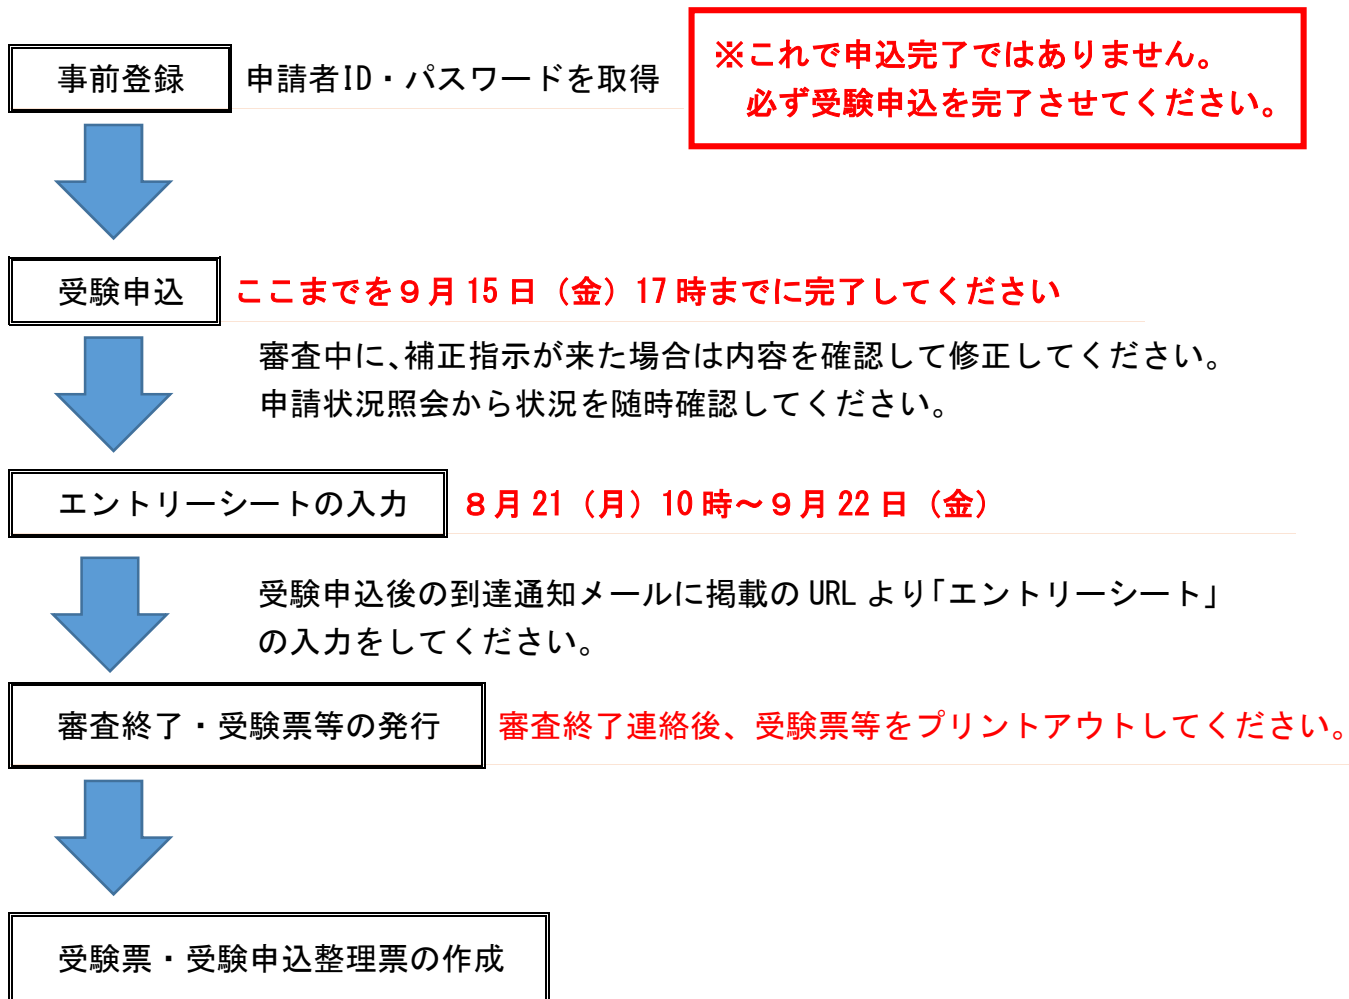 事前登録 申請者ID・パスワードを取得
※これで申込完了ではありません。
必ず受験申込を完了させてください。
受験申込 ここまでを9月15日（金）17時までに完了してください
審査中に、補正指示が来た場合は内容を確認して修正してください。
申請状況照会から状況を随時確認してください。
エントリーシートの入力 8月21（月）10時～9月22日（金）
受験申込後の到達通知メールに掲載のURLより「エントリーシート」
の入力をしてください。
審査終了・受験票等の発行 審査終了連絡後、受験票等をプリントアウトしてください。
受験票・受験申込整理票の作成